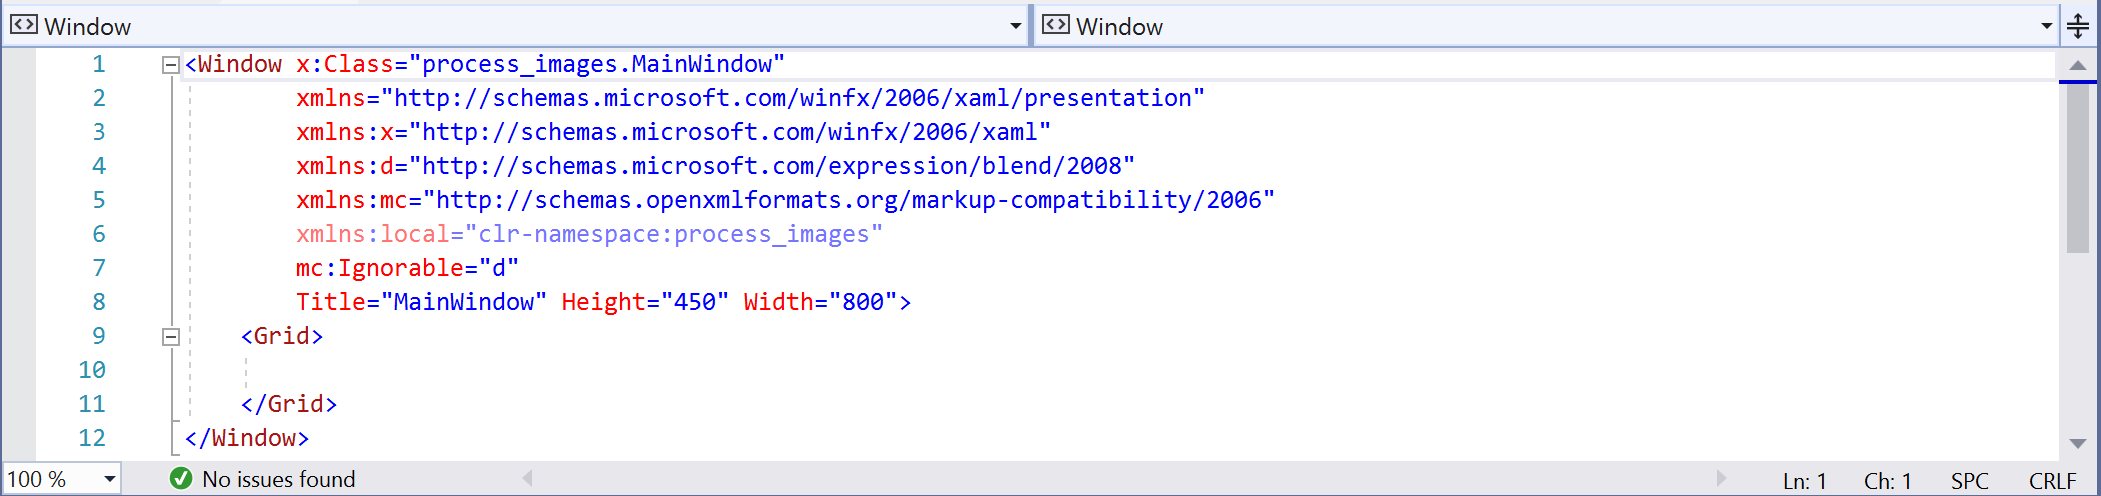 Window Window
1 <Window x:Class="process_images.MainWindow"
2 xmlns="http://schemas.microsoft.com/winfx/2006/xaml/presentation"
3 xmlns:x="http://schemas.microsoft.com/winfx/2006/xaml"
4 xmlns:d="http://schemas.microsoft.com/expression/blend/2008"
5 xmlns:mc="http://schemas.openxmlformats.org/markup-compatibility/2006"
6 xmlns:local="clr-namespace:process_images"
7 mc:Ignorable="d"
8 Title="MainWindow" Height="450" Width="800">
9 <Grid>
10
11 </Grid>
12 </Window>
100 % No issues found Ln: 1 Ch: 1 SPC CRLF